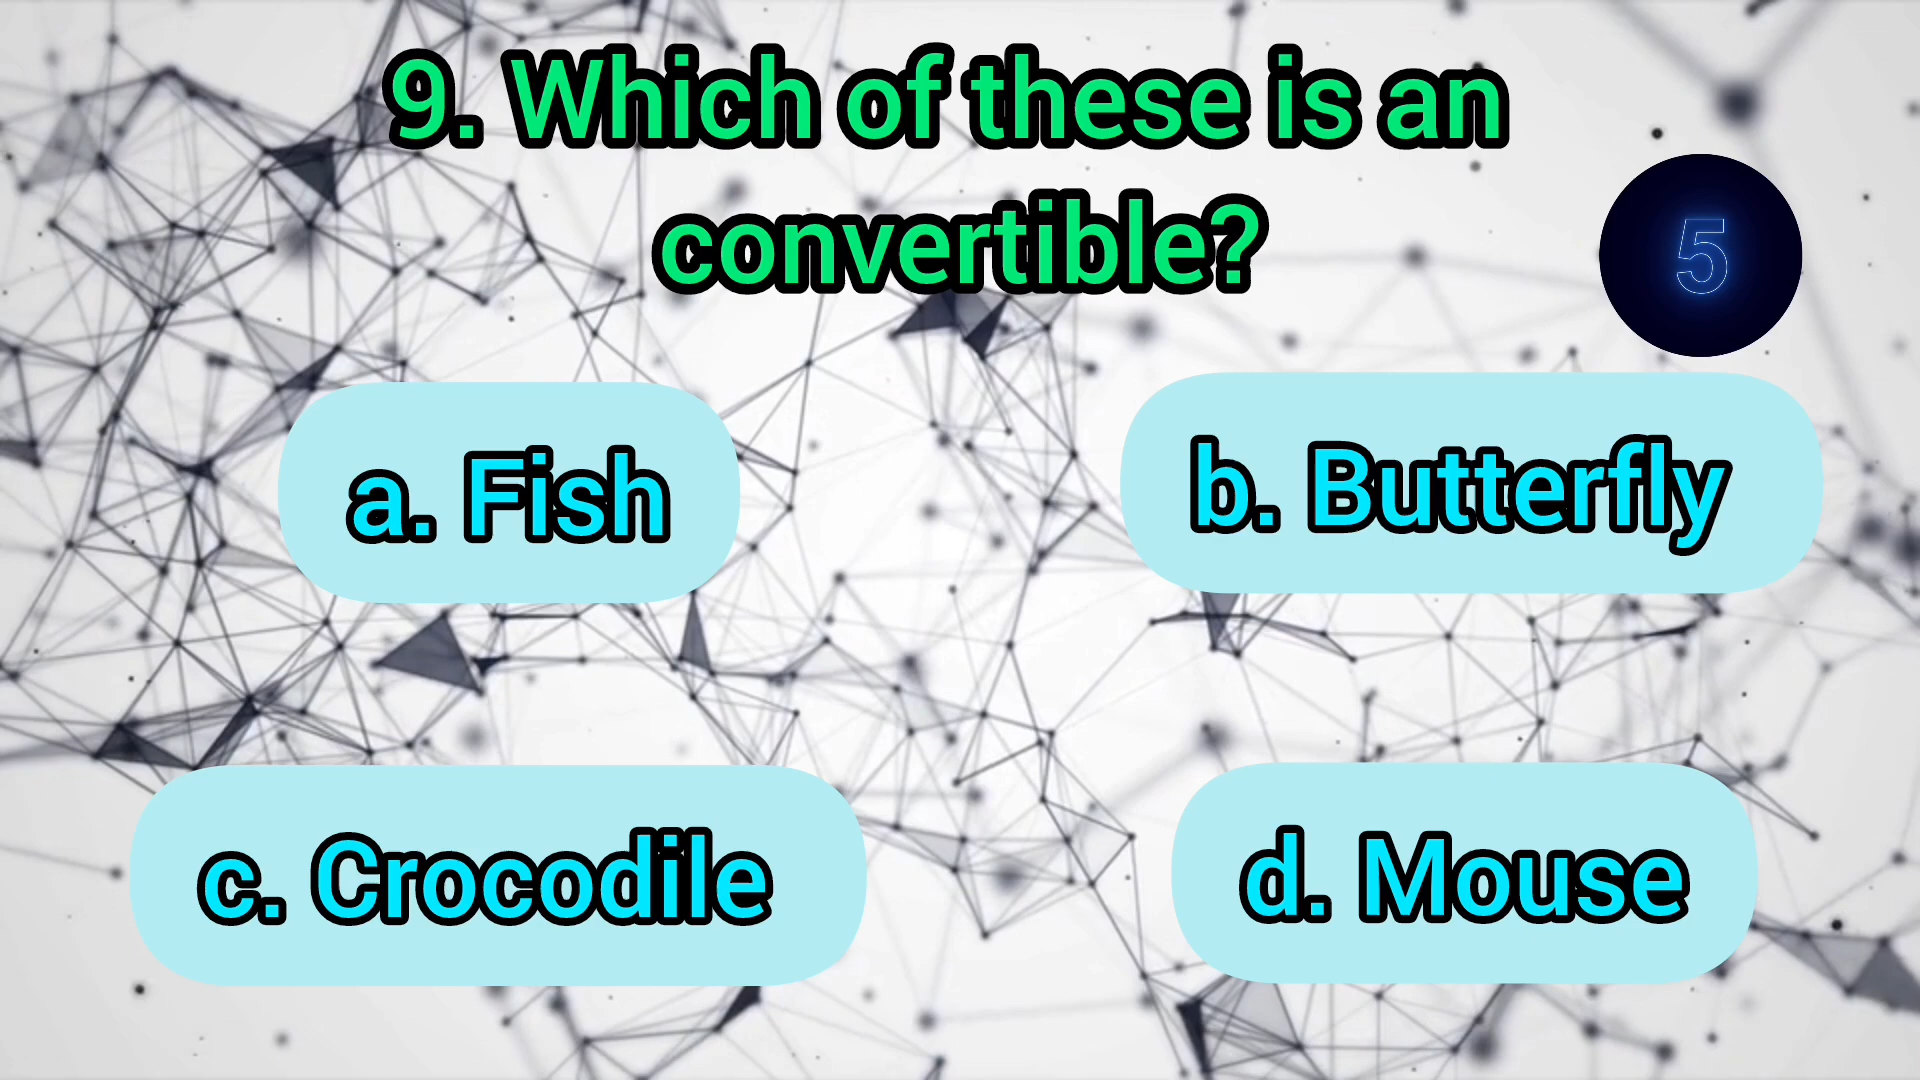 9. Which of these is an
convertible?
5
a. Fish
b. Butterfly
c. Crocodile
d. Mouse